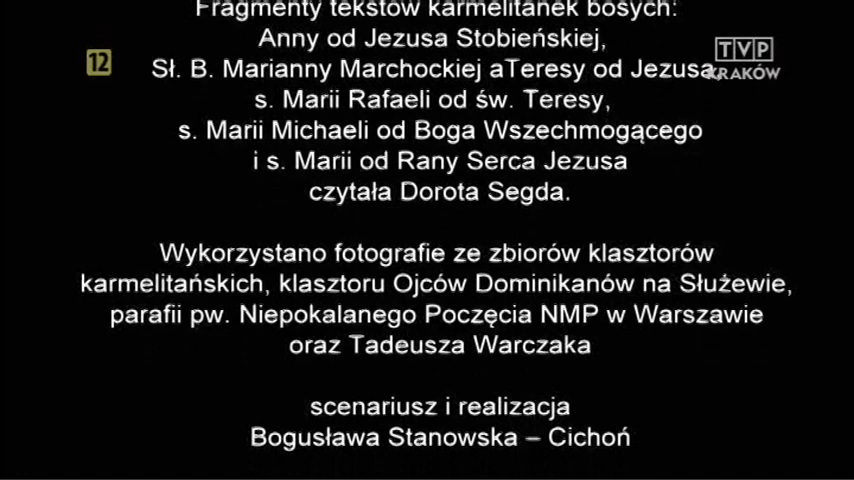 Fragmenty tekstów karmelitanek bosych:
Anny od Jezusa Stobieńskiej,
Sł. B. Marianny Marchockiej aTeresy od Jezusa,
s. Marii Rafaeli od św. Teresy,
s. Marii Michaeli od Boga Wszechmogącego
i s. Marii od Rany Serca Jezusa
czytała Dorota Segda.
Wykorzystano fotografie ze zbiorów klasztorów
karmelitańskich, klasztoru Ojców Dominikanów na Służewie,
parafii pw. Niepokalanego Poczęcia NMP w Warszawie
oraz Tadeusza Warczaka
scenariusz i realizacja
Bogusława Stanowska – Cichoń
12
TVP
KRAKÓW